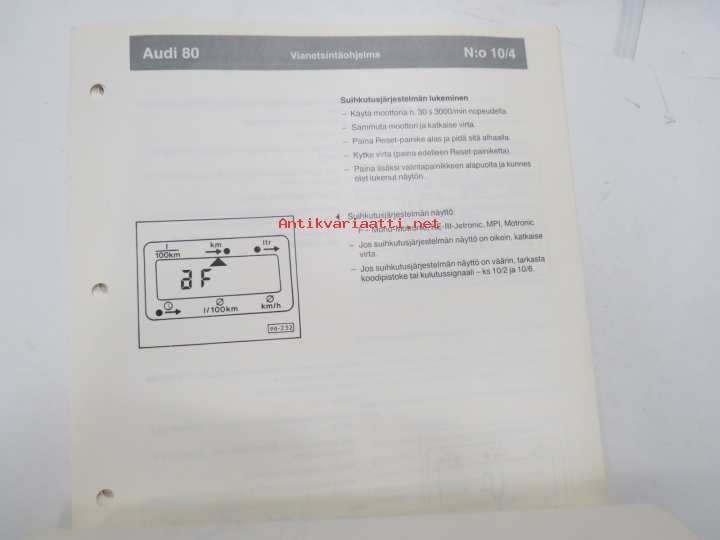 Audi 80 Vianetsintäohjelma N:o 10/4
Suihkutusjärjestelmän lukeminen
– Käytä moottoria n. 30 s 3000/min nopeudella.
– Sammuta moottori ja katkaise virta.
– Paina Reset-painike alas ja pidä sitä alhaalla.
– Kytke virta (paina edelleen Reset-painiketta).
– Paina lisäksi valintapainikkeen alapuolta ja kunnes
olet lukenut näytön.
4 Suihkutusjärjestelmän näyttö:
F = Mono-Motronic, KE-III-Jetronic, MPI, Motronic
– Jos suihkutusjärjestelmän näyttö on oikein, katkaise
virta.
– Jos suihkutusjärjestelmän näyttö on väärin, tarkasta
koodipistoke tai kulutussignaali – ks 10/2 ja 10/6.
Antikvariaatti.net
l
100km
km
ltr
l/100km
km/h
90-232